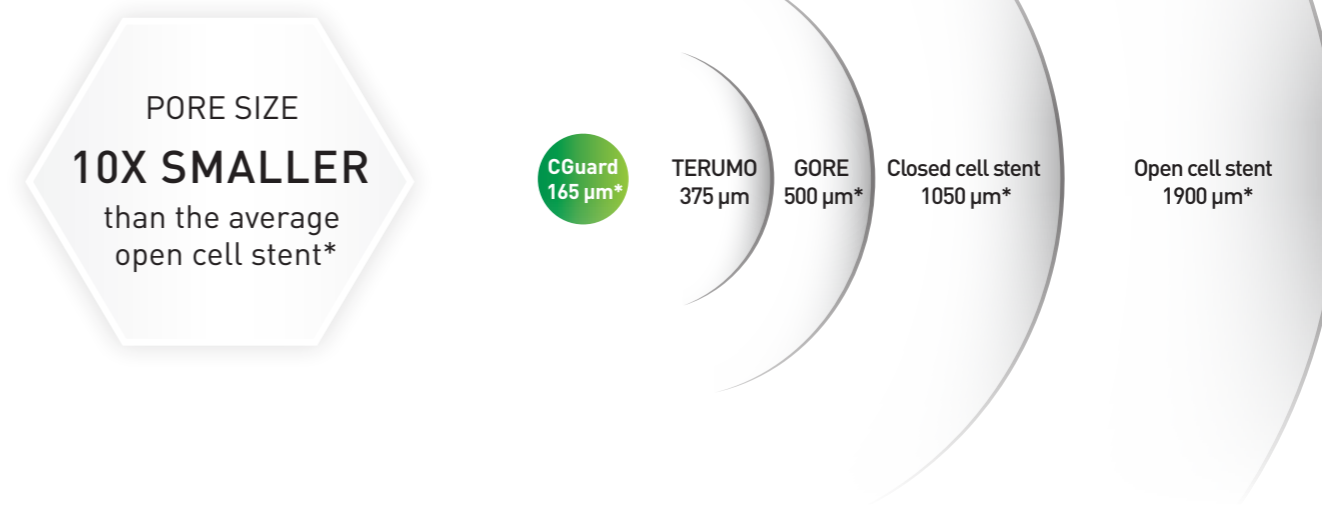 PORE SIZE
10X SMALLER
than the average
open cell stent*
CGuard
165 µm*
TERUMO
375 µm
GORE
500 µm*
Closed cell stent
1050 µm*
Open cell stent
1900 µm*